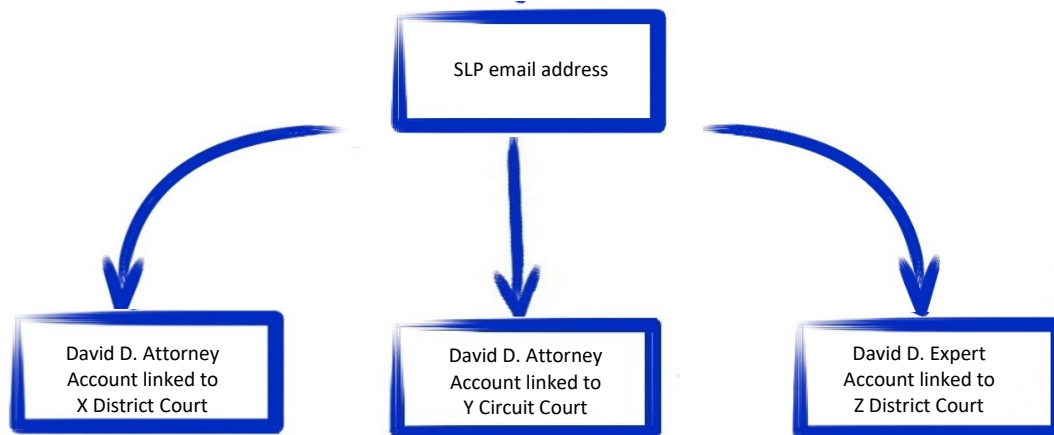 SLP email address
David D. Attorney
Account linked to
X District Court
David D. Attorney
Account linked to
Y Circuit Court
David D. Expert
Account linked to
Z District Court